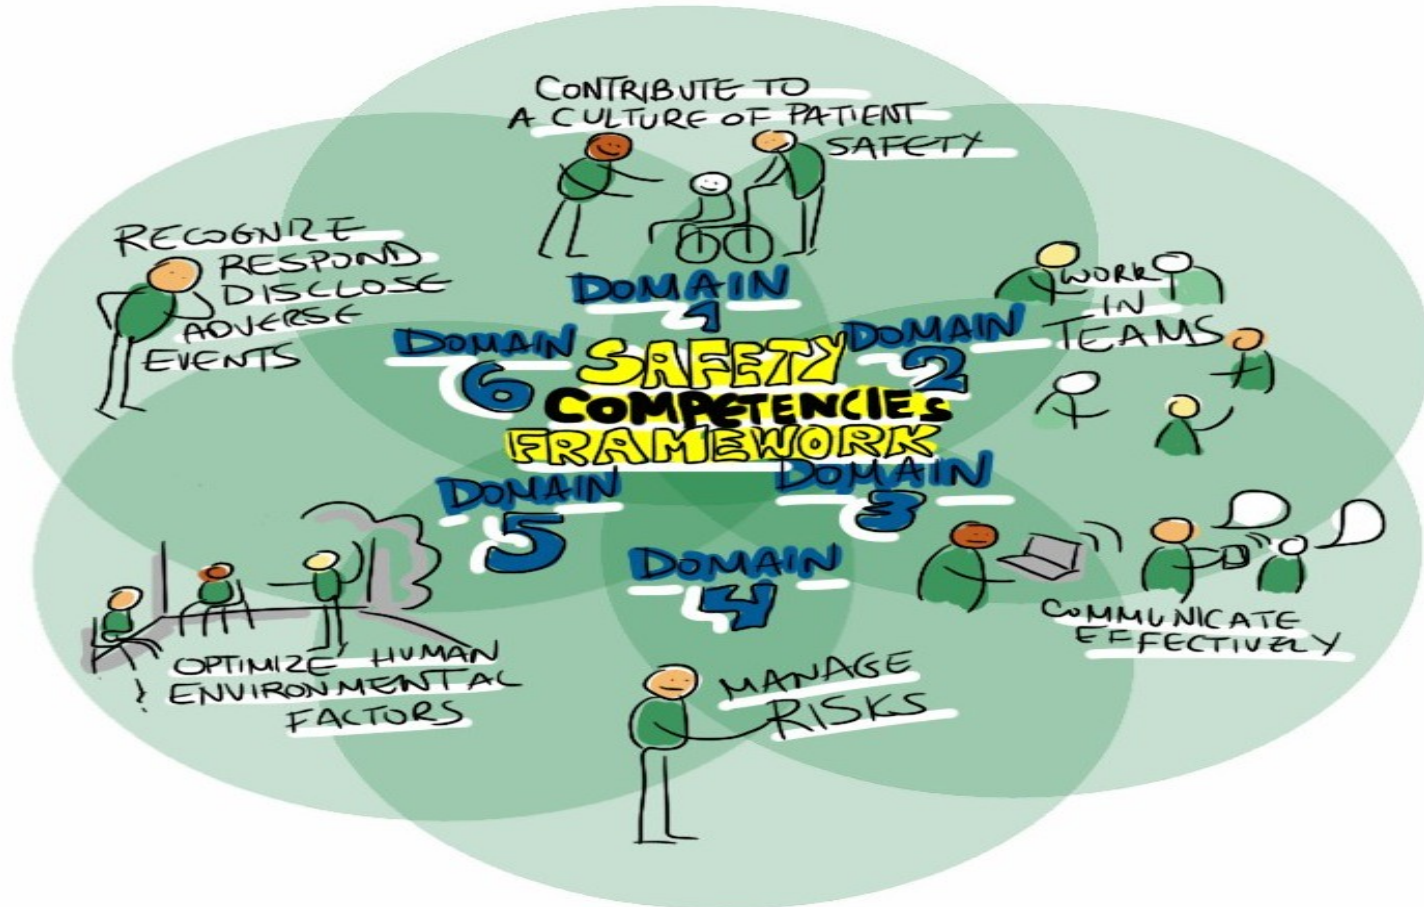 CONTRIBUTE TO
A CULTURE OF PATIENT
SAFETY
DOMAIN
1
WORK
IN
TEAMS
DOMAIN
2
COMMUNICATE
EFFECTIVELY
DOMAIN
3
MANAGE
RISKS
DOMAIN
4
OPTIMIZE HUMAN
ENVIRONMENTAL
FACTORS
DOMAIN
5
RECOGNIZE
RESPOND
DISCLOSE
ADVERSE
EVENTS
DOMAIN
6
SAFETY
COMPETENCIES
FRAMEWORK